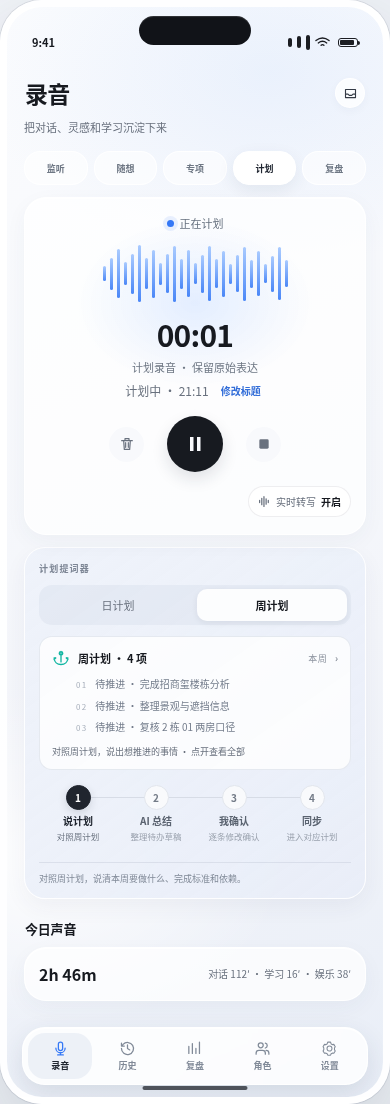 9:41
录音
把对话、灵感和学习沉淀下来
监听 随想 专项 计划 复盘
正在计划
00:01
计划录音 · 保留原始表达
计划中 · 21:11 修改标题
实时转写 开启
计划提词器
日计划 周计划
周计划 · 4 项 本周 ›
01 待推进 · 完成招商玺楼栋分析
02 待推进 · 整理景观与遮挡信息
03 待推进 · 复核 2 栋 01 两房口径
对照周计划，说出想推进的事情 · 点开查看全部
1 2 3 4
说计划 AI 总结 我确认 同步
对照周计划 整理待办草稿 逐条修改确认 进入对应计划
对照周计划，说清本周要做什么、完成标准和依赖。
今日声音
2h 46m 对话 112′ · 学习 16′ · 娱乐 38′
录音 历史 复盘 角色 设置